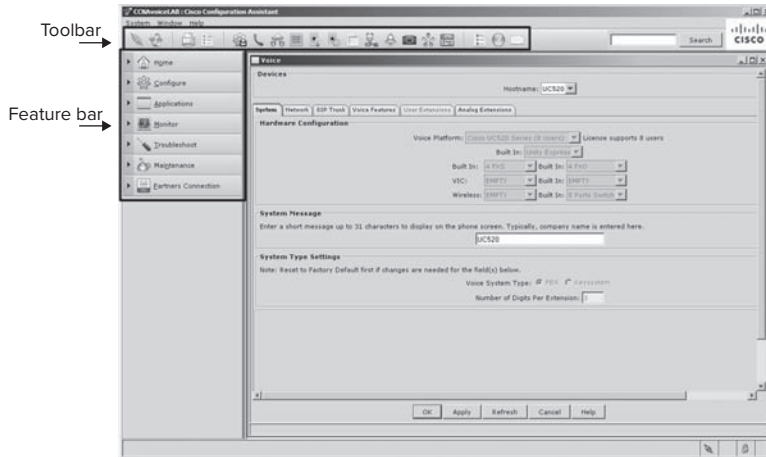 CCNAvoiceLAB : Cisco Configuration Assistant
System Window Help
Toolbar
Search
CISCO
Feature bar
Home
Configure
Applications
Monitor
Troubleshoot
Maintenance
Partners Connection
Voice
Devices
Hostname: UC520
System Network SIP Trunk Voice Features User Extensions Analog Extensions
Hardware Configuration
Voice Platform: Cisco UC520 Series (8 Users) License supports 8 users
Built In: Unity Express
Built In: 4 FXS Built In: 4 FXO
VIC: EMPTY Built In: EMPTY
Wireless: EMPTY Built In: 8 Ports Switch
System Message
Enter a short message up to 31 characters to display on the phone screen. Typically, company name is entered here.
UC520
System Type Settings
Note: Reset to Factory Default first if changes are needed for the field(s) below.
Voice System Type: PBX Keysystem
Number of Digits Per Extension:
OK Apply Refresh Cancel Help